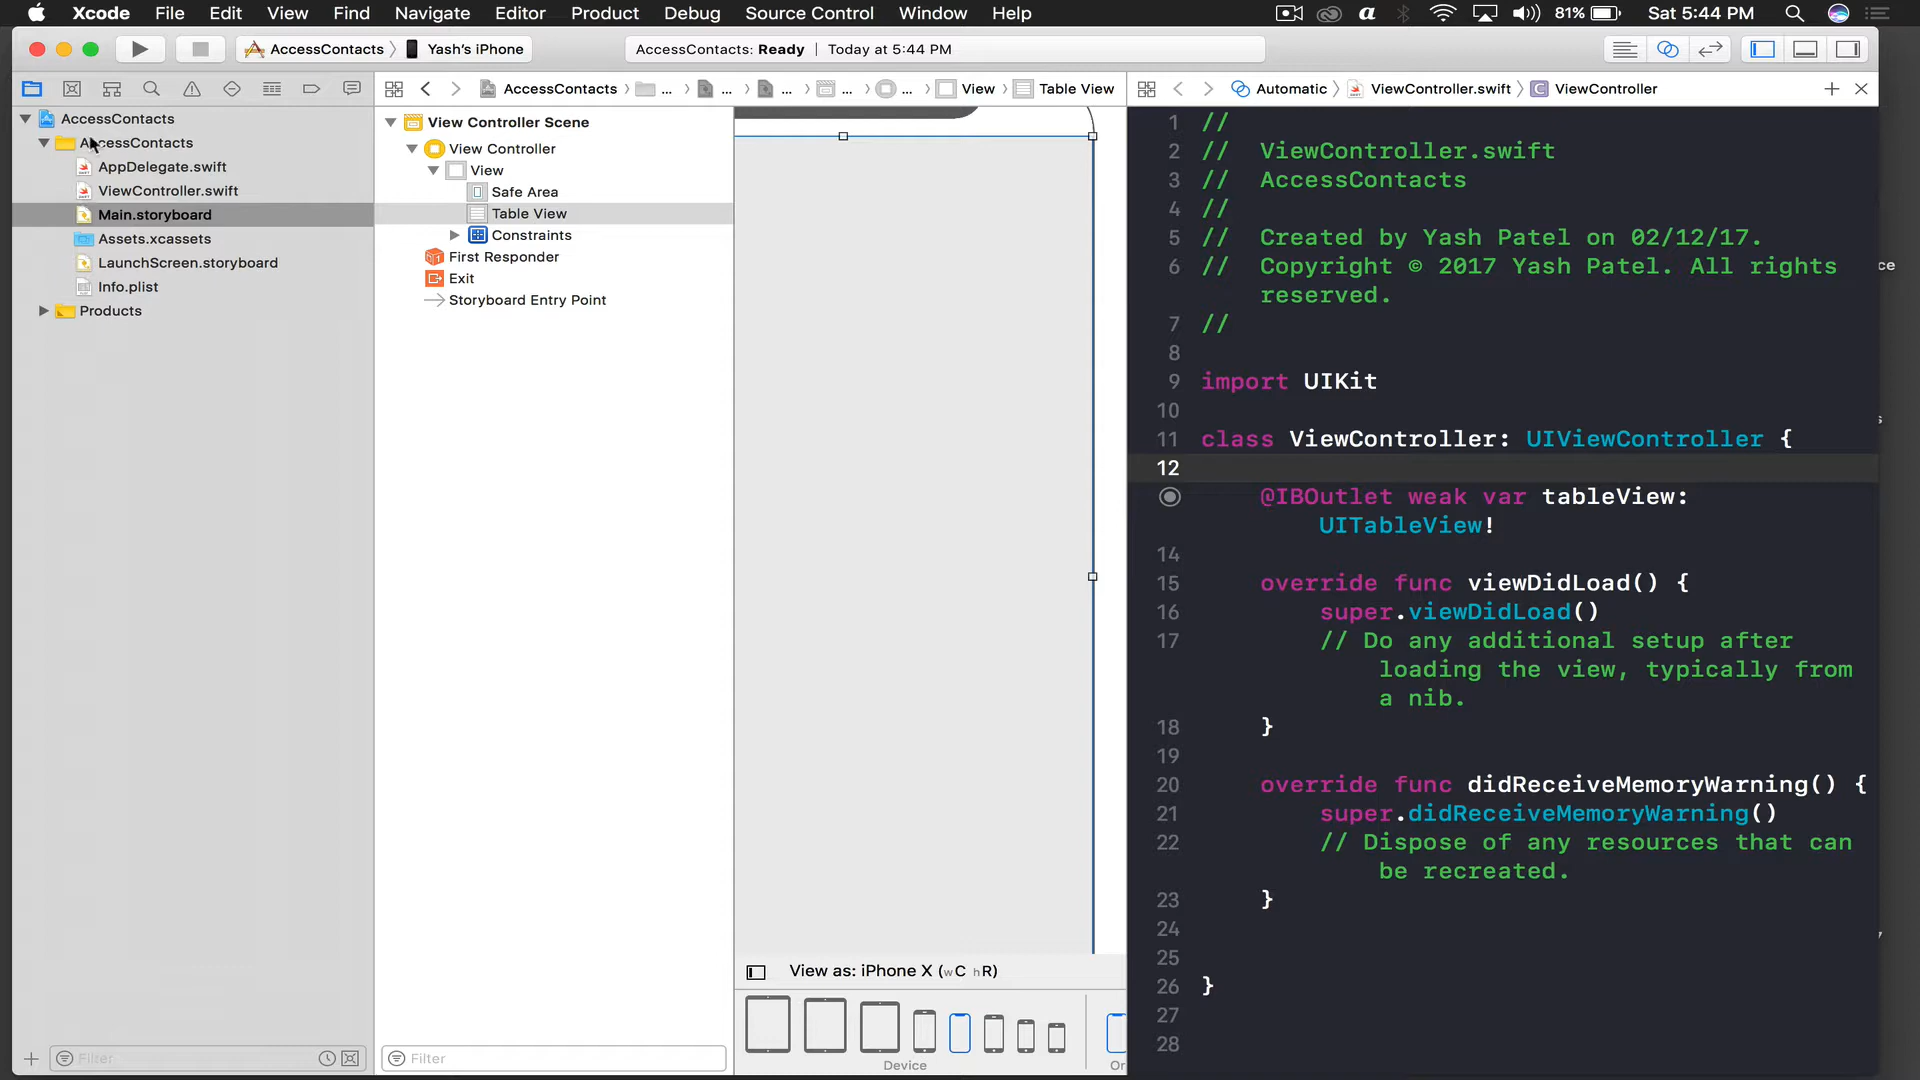 Xcode File Edit View Find Navigate Editor Product Debug Source Control Window Help 81% Sat 5:44 PM
AccessContacts Yash's iPhone AccessContacts: Ready | Today at 5:44 PM
AccessContacts ... ... ... ... ... View Table View Automatic ViewController.swift C ViewController
AccessContacts
AccessContacts
AppDelegate.swift
ViewController.swift
Main.storyboard
Assets.xcassets
LaunchScreen.storyboard
Info.plist
Products
Filter
View Controller Scene
View Controller
View
Safe Area
Table View
Constraints
First Responder
Exit
Storyboard Entry Point
Filter
View as: iPhone X (wC hR)
Device
Or
1 //
2 // ViewController.swift
3 // AccessContacts
4 //
5 // Created by Yash Patel on 02/12/17.
6 // Copyright © 2017 Yash Patel. All rights
reserved.
7 //
8
9 import UIKit
10
11 class ViewController: UIViewController {
12
@IBOutlet weak var tableView:
UITableView!
14
15 override func viewDidLoad() {
16 super.viewDidLoad()
17 // Do any additional setup after
loading the view, typically from
a nib.
18 }
19
20 override func didReceiveMemoryWarning() {
21 super.didReceiveMemoryWarning()
22 // Dispose of any resources that can
be recreated.
23 }
24
25
26 }
27
28